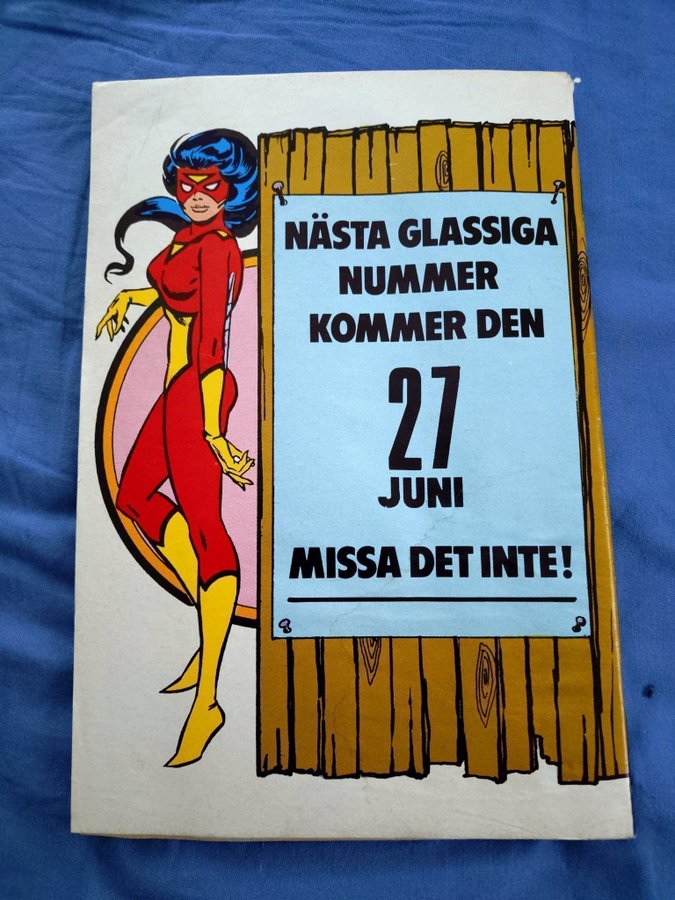 NÄSTA GLASSIGA
NUMMER
KOMMER DEN
27
JUNI
MISSA DET INTE!